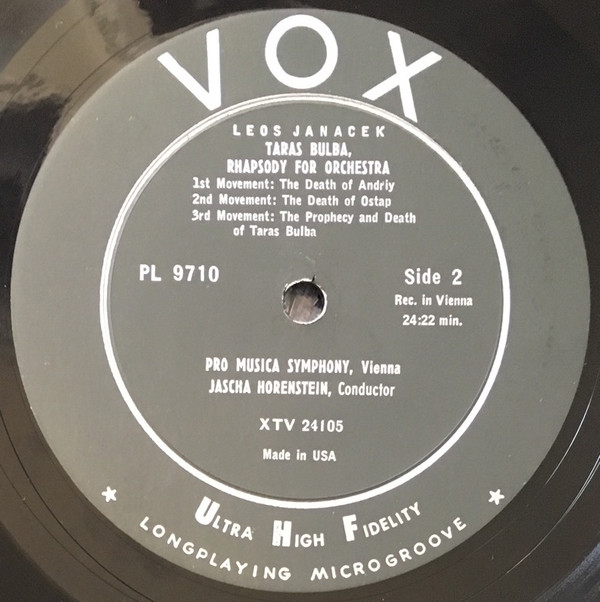 VOX
LEOS JANACEK
TARAS BULBA,
RHAPSODY FOR ORCHESTRA
1st Movement: The Death of Andriy
2nd Movement: The Death of Ostap
3rd Movement: The Prophecy and Death
of Taras Bulba
PL 9710
Side 2
Rec. in Vienna
24:22 min.
PRO MUSICA SYMPHONY, Vienna
JASCHA HORENSTEIN, Conductor
XTV 24105
Made in USA
ULTRA HIGH FIDELITY
LONGPLAYING MICROGROOVE